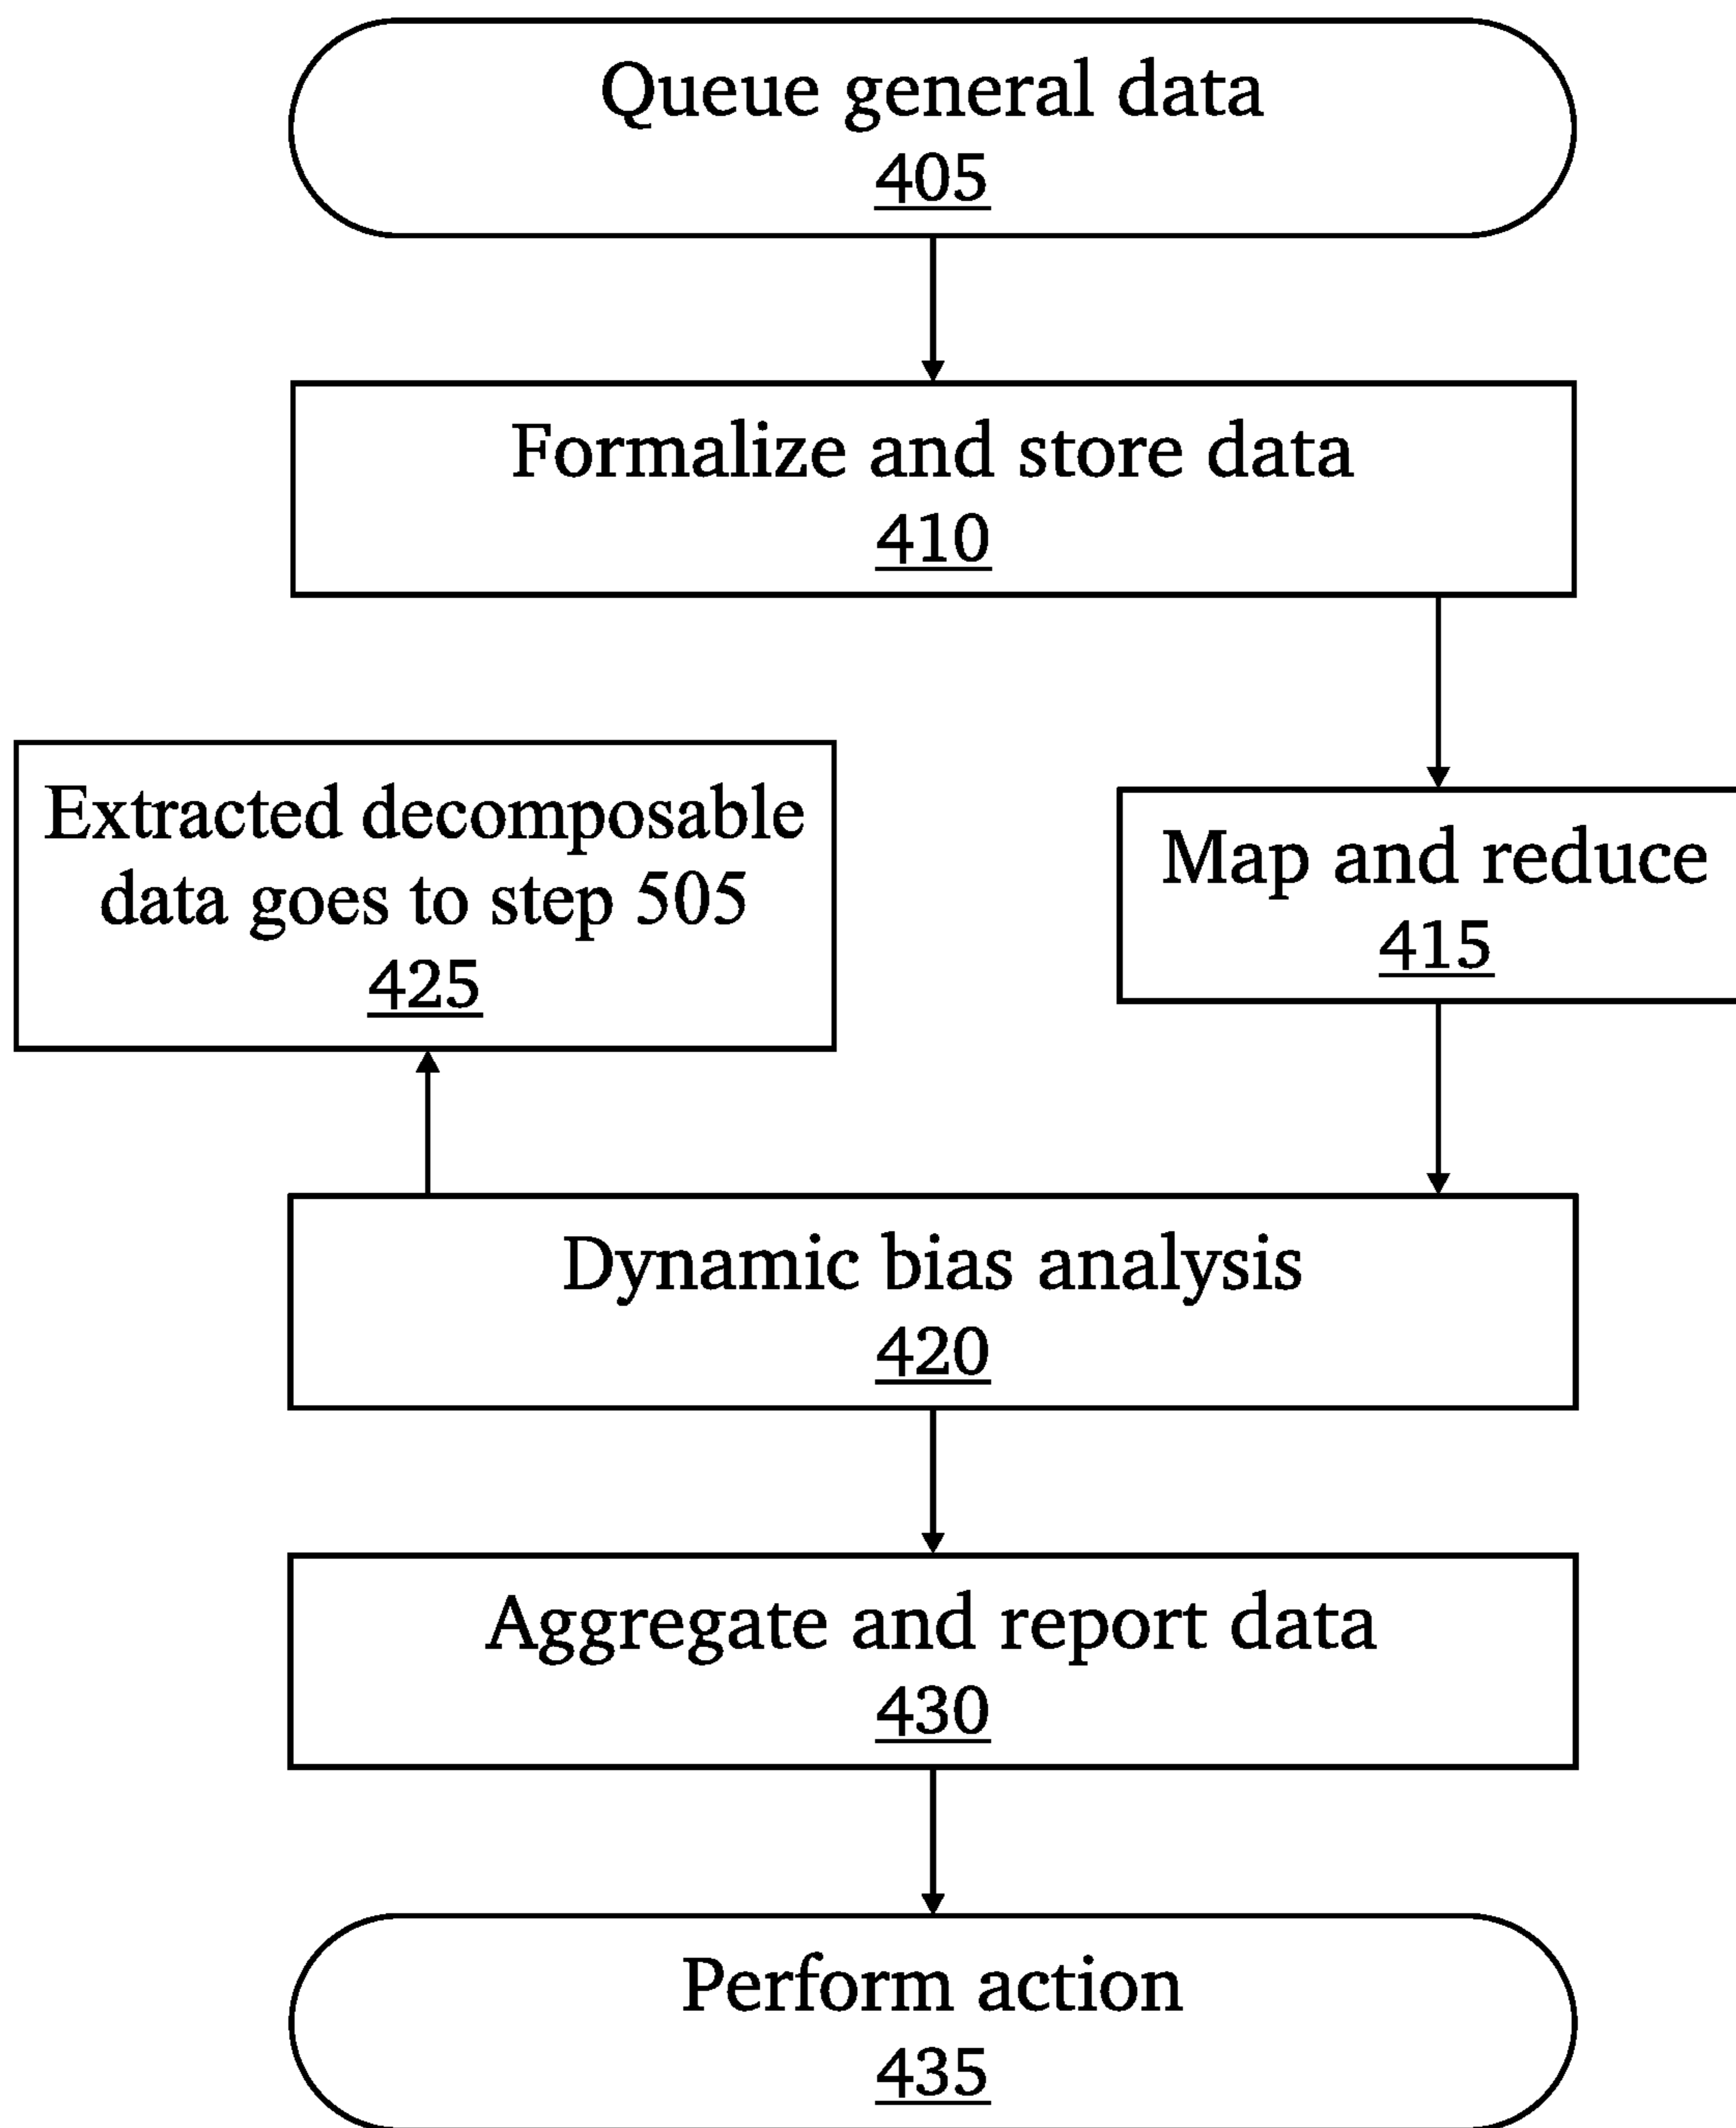 Queue general data
405
Formalize and store data
410
Extracted decomposable
data goes to step 505
425
Map and reduce
415
Dynamic bias analysis
420
Aggregate and report data
430
Perform action
435